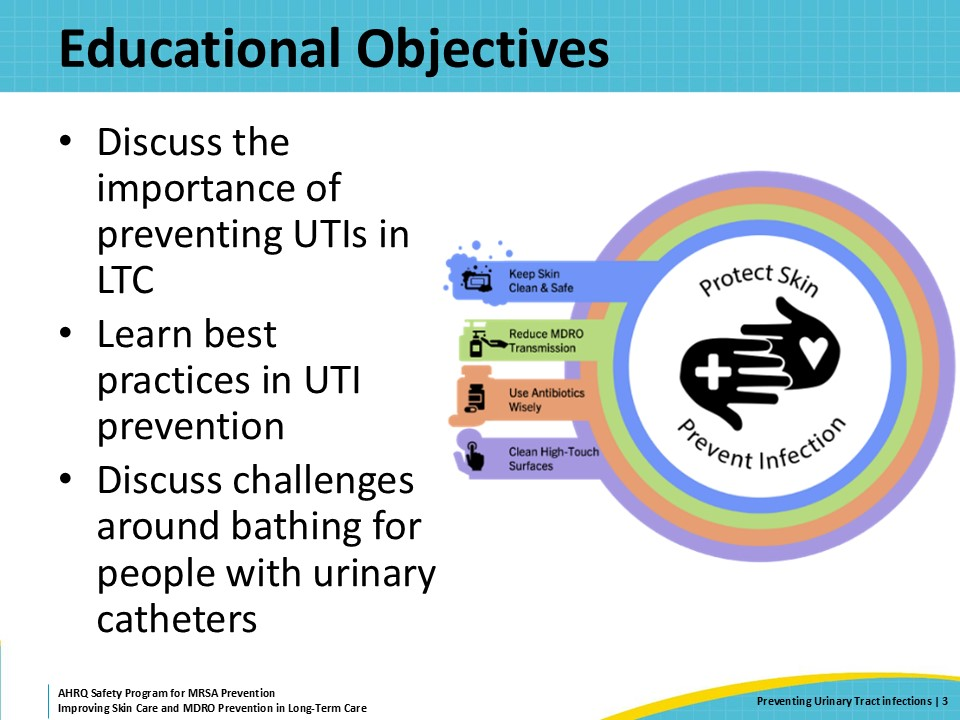 Educational Objectives
• Discuss the
importance of
preventing UTIs in
LTC
• Learn best
practices in UTI
prevention
• Discuss challenges
around bathing for
people with urinary
catheters
Keep Skin
Clean & Safe
Reduce MDRO
Transmission
Use Antibiotics
Wisely
Clean High-Touch
Surfaces
Protect Skin
Prevent Infection
AHRQ Safety Program for MRSA Prevention
Improving Skin Care and MDRO Prevention in Long-Term Care
Preventing Urinary Tract infections | 3